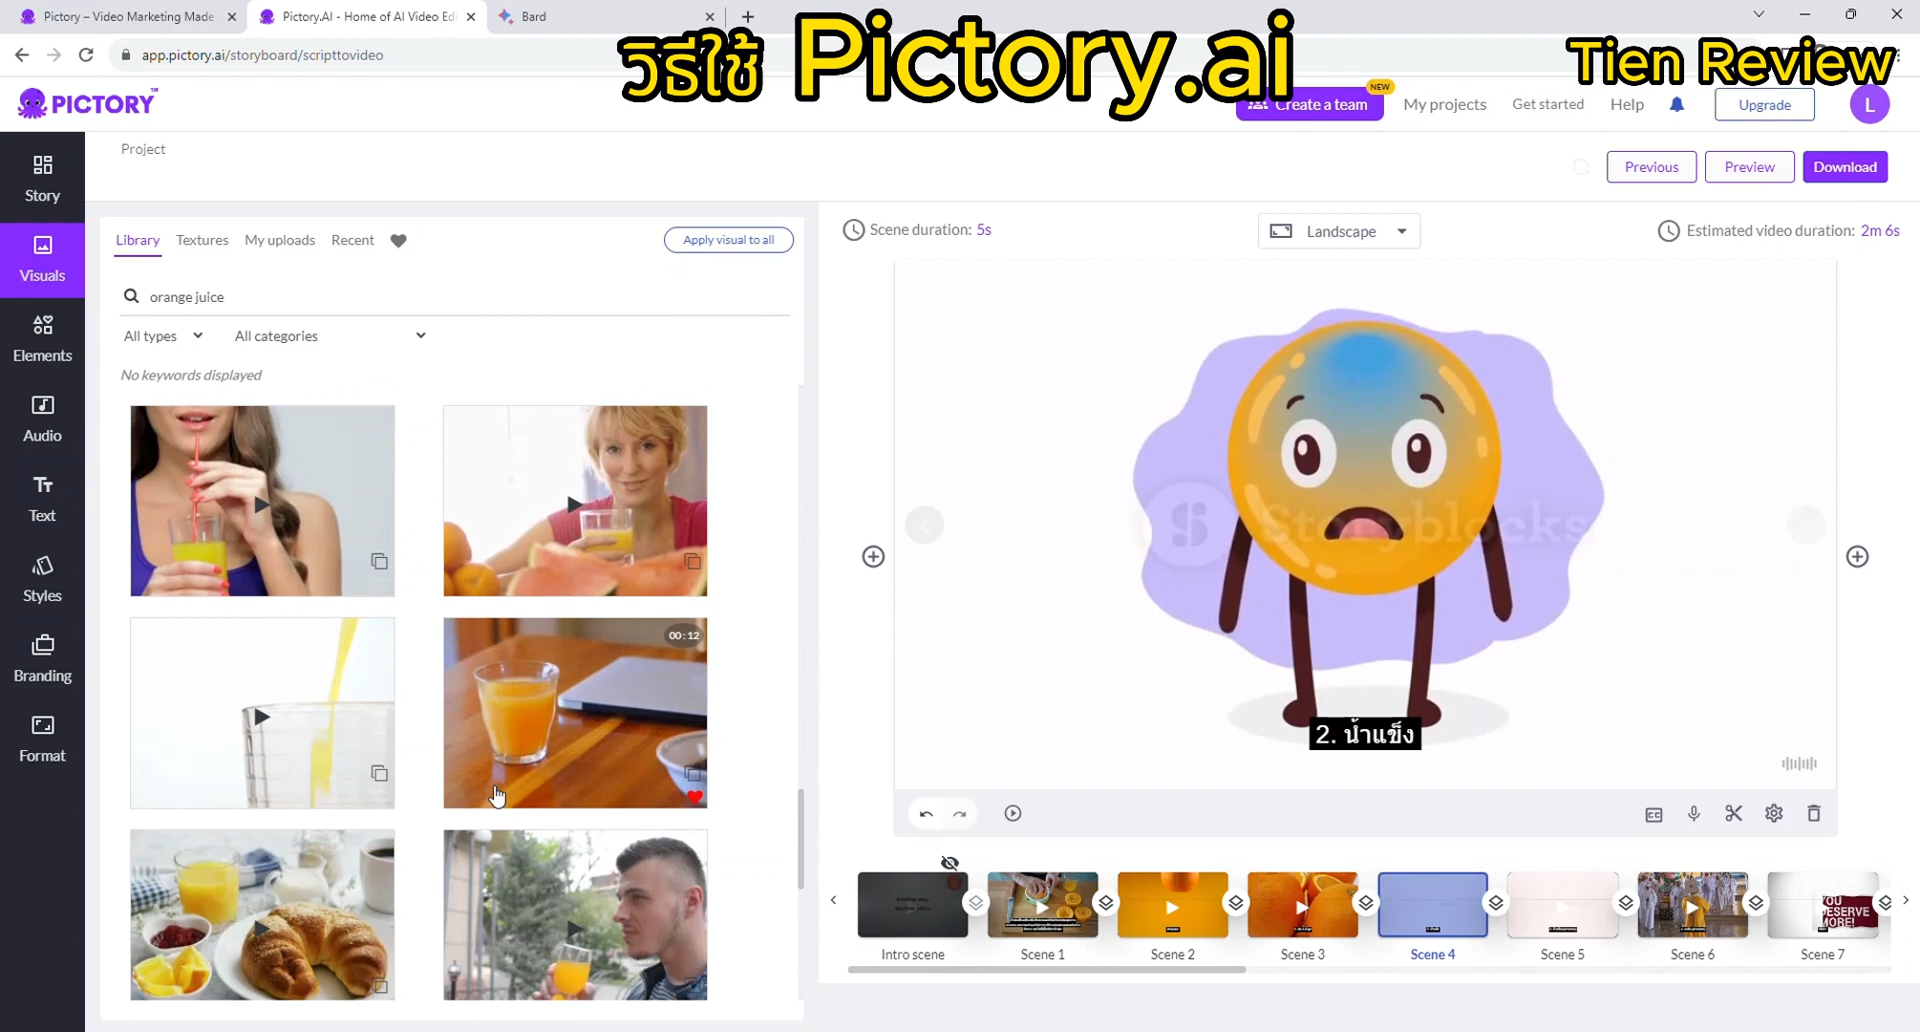 Pictory – Video Marketing Made
Pictory.AI - Home of AI Video Edi
Bard
วิธีใช้ Pictory.ai
Tien Review
app.pictory.ai/storyboard/scripttovideo
PICTORY
Create a team
NEW
My projects
Get started
Help
Upgrade
L
Project
Previous
Preview
Download
Story
Visuals
Elements
Audio
Text
Styles
Branding
Format
Library
Textures
My uploads
Recent
Apply visual to all
orange juice
All types
All categories
No keywords displayed
00:12
Scene duration: 5s
Landscape
Estimated video duration: 2m 6s
Storyblocks
2. น้ำแข็ง
YOU
DESERVE
MORE!
Intro scene
Scene 1
Scene 2
Scene 3
Scene 4
Scene 5
Scene 6
Scene 7